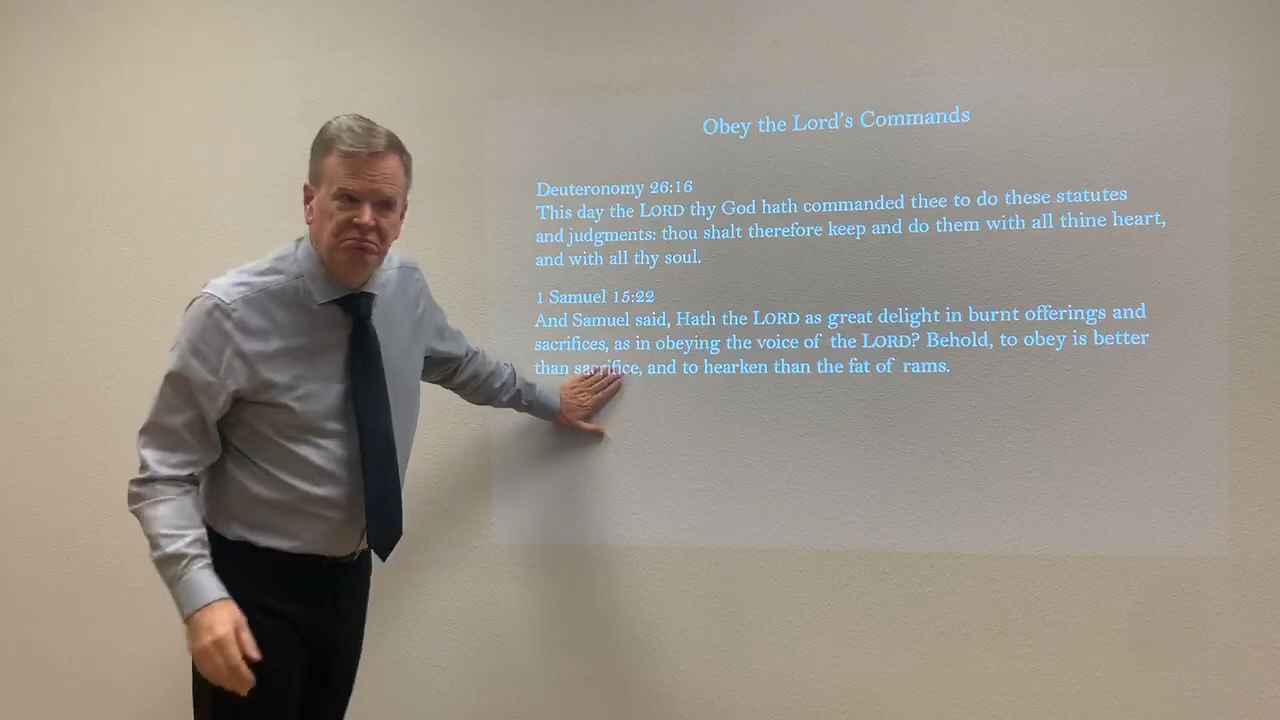 Obey the Lord's Commands
Deuteronomy 26:16
This day the LORD thy God hath commanded thee to do these statutes
and judgments: thou shalt therefore keep and do them with all thine heart,
and with all thy soul.
1 Samuel 15:22
And Samuel said, Hath the LORD as great delight in burnt offerings and
sacrifices, as in obeying the voice of the LORD? Behold, to obey is better
than sacrifice, and to hearken than the fat of rams.